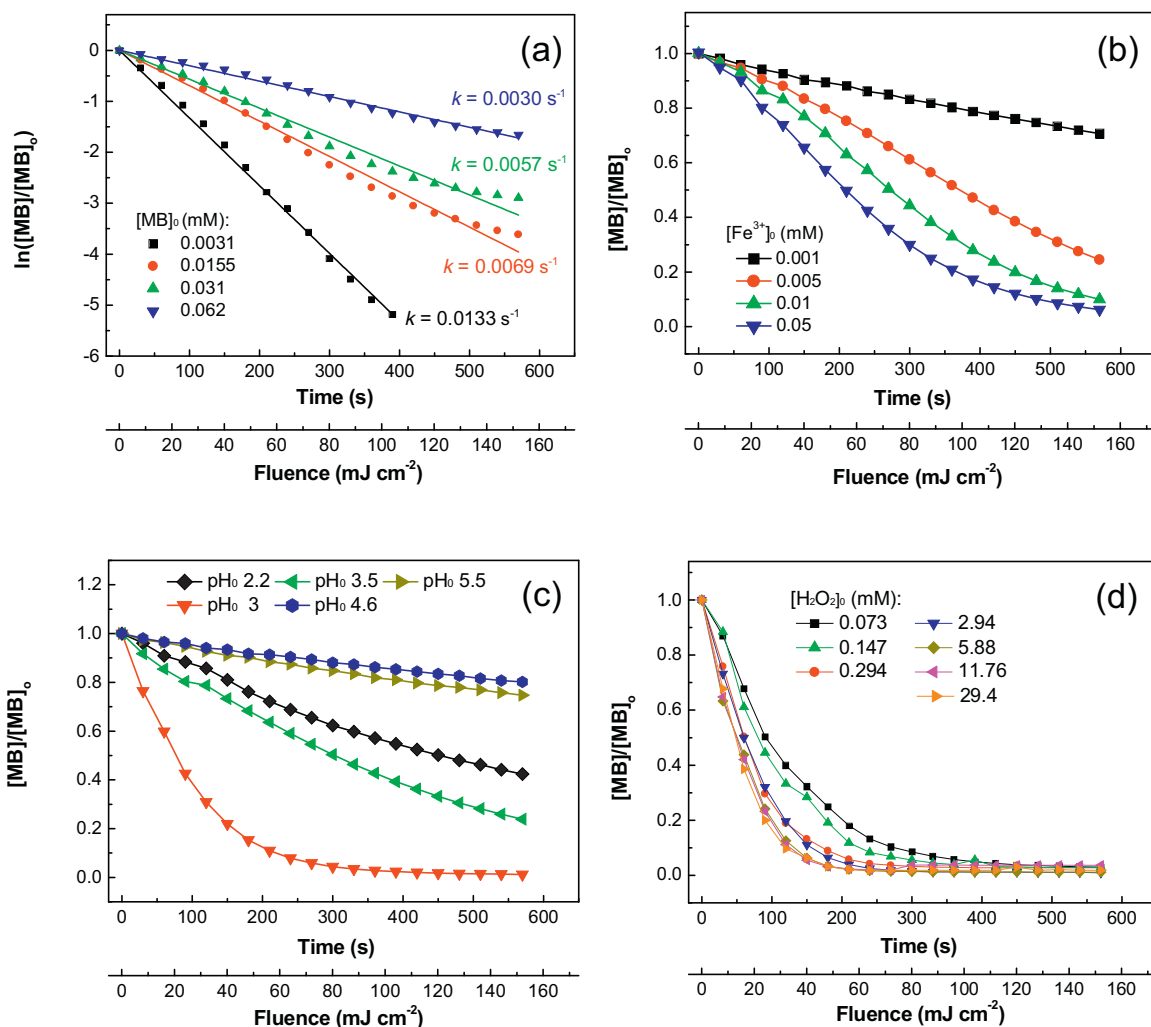 (a)
ln([MB]/[MB]₀)
0
-1
-2
-3
-4
-5
-6
k = 0.0030 s⁻¹
k = 0.0057 s⁻¹
k = 0.0069 s⁻¹
k = 0.0133 s⁻¹
[MB]₀ (mM):
0.0031
0.0155
0.031
0.062
0 100 200 300 400 500 600
Time (s)
0 20 40 60 80 100 120 140 160
Fluence (mJ cm⁻²)
(b)
[MB]/[MB]₀
1.0
0.8
0.6
0.4
0.2
0.0
[Fe³⁺]₀ (mM)
0.001
0.005
0.01
0.05
0 100 200 300 400 500 600
Time (s)
0 20 40 60 80 100 120 140 160
Fluence (mJ cm⁻²)
(c)
[MB]/[MB]₀
1.2
1.0
0.8
0.6
0.4
0.2
0.0
pH₀ 2.2 pH₀ 3.5 pH₀ 5.5
pH₀ 3 pH₀ 4.6
0 100 200 300 400 500 600
Time (s)
0 20 40 60 80 100 120 140 160
Fluence (mJ cm⁻²)
(d)
[MB]/[MB]₀
1.0
0.8
0.6
0.4
0.2
0.0
[H₂O₂]₀ (mM):
0.073 2.94
0.147 5.88
0.294 11.76
29.4
0 100 200 300 400 500 600
Time (s)
0 20 40 60 80 100 120 140 160
Fluence (mJ cm⁻²)